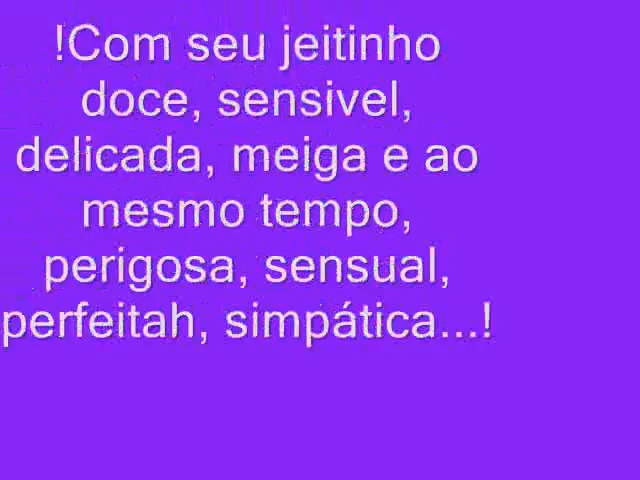 !Com seu jeitinho
doce, sensivel,
delicada, meiga e ao
mesmo tempo,
perigosa, sensual,
perfeitah, simpática...!